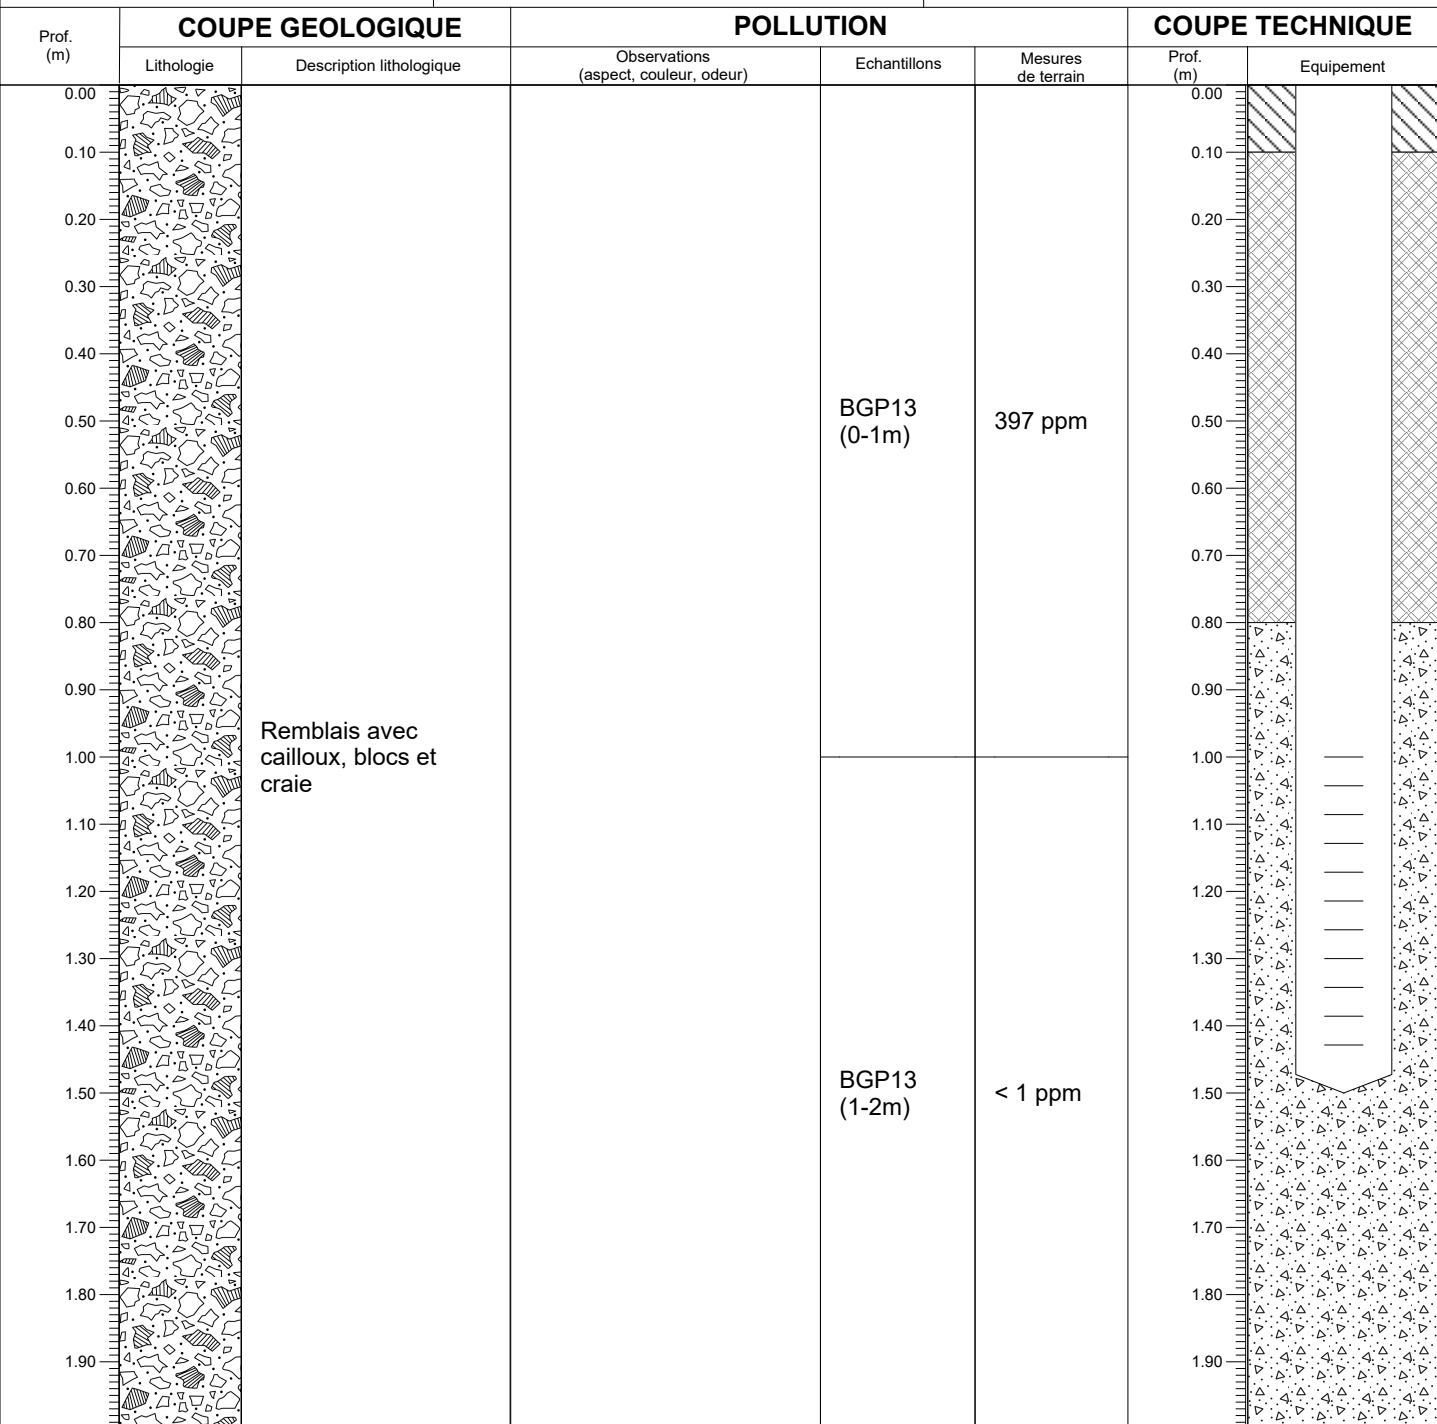 COUPE GEOLOGIQUE
POLLUTION
COUPE TECHNIQUE
Prof.
(m)
Lithologie
Description lithologique
Observations
(aspect, couleur, odeur)
Echantillons
Mesures
de terrain
Prof.
(m)
Equipement
0.00
0.10
0.20
0.30
0.40
0.50
0.60
0.70
0.80
0.90
1.00
1.10
1.20
1.30
1.40
1.50
1.60
1.70
1.80
1.90
Remblais avec
cailloux, blocs et
craie
BGP13
(0-1m)
397 ppm
BGP13
(1-2m)
< 1 ppm
0.00
0.10
0.20
0.30
0.40
0.50
0.60
0.70
0.80
0.90
1.00
1.10
1.20
1.30
1.40
1.50
1.60
1.70
1.80
1.90